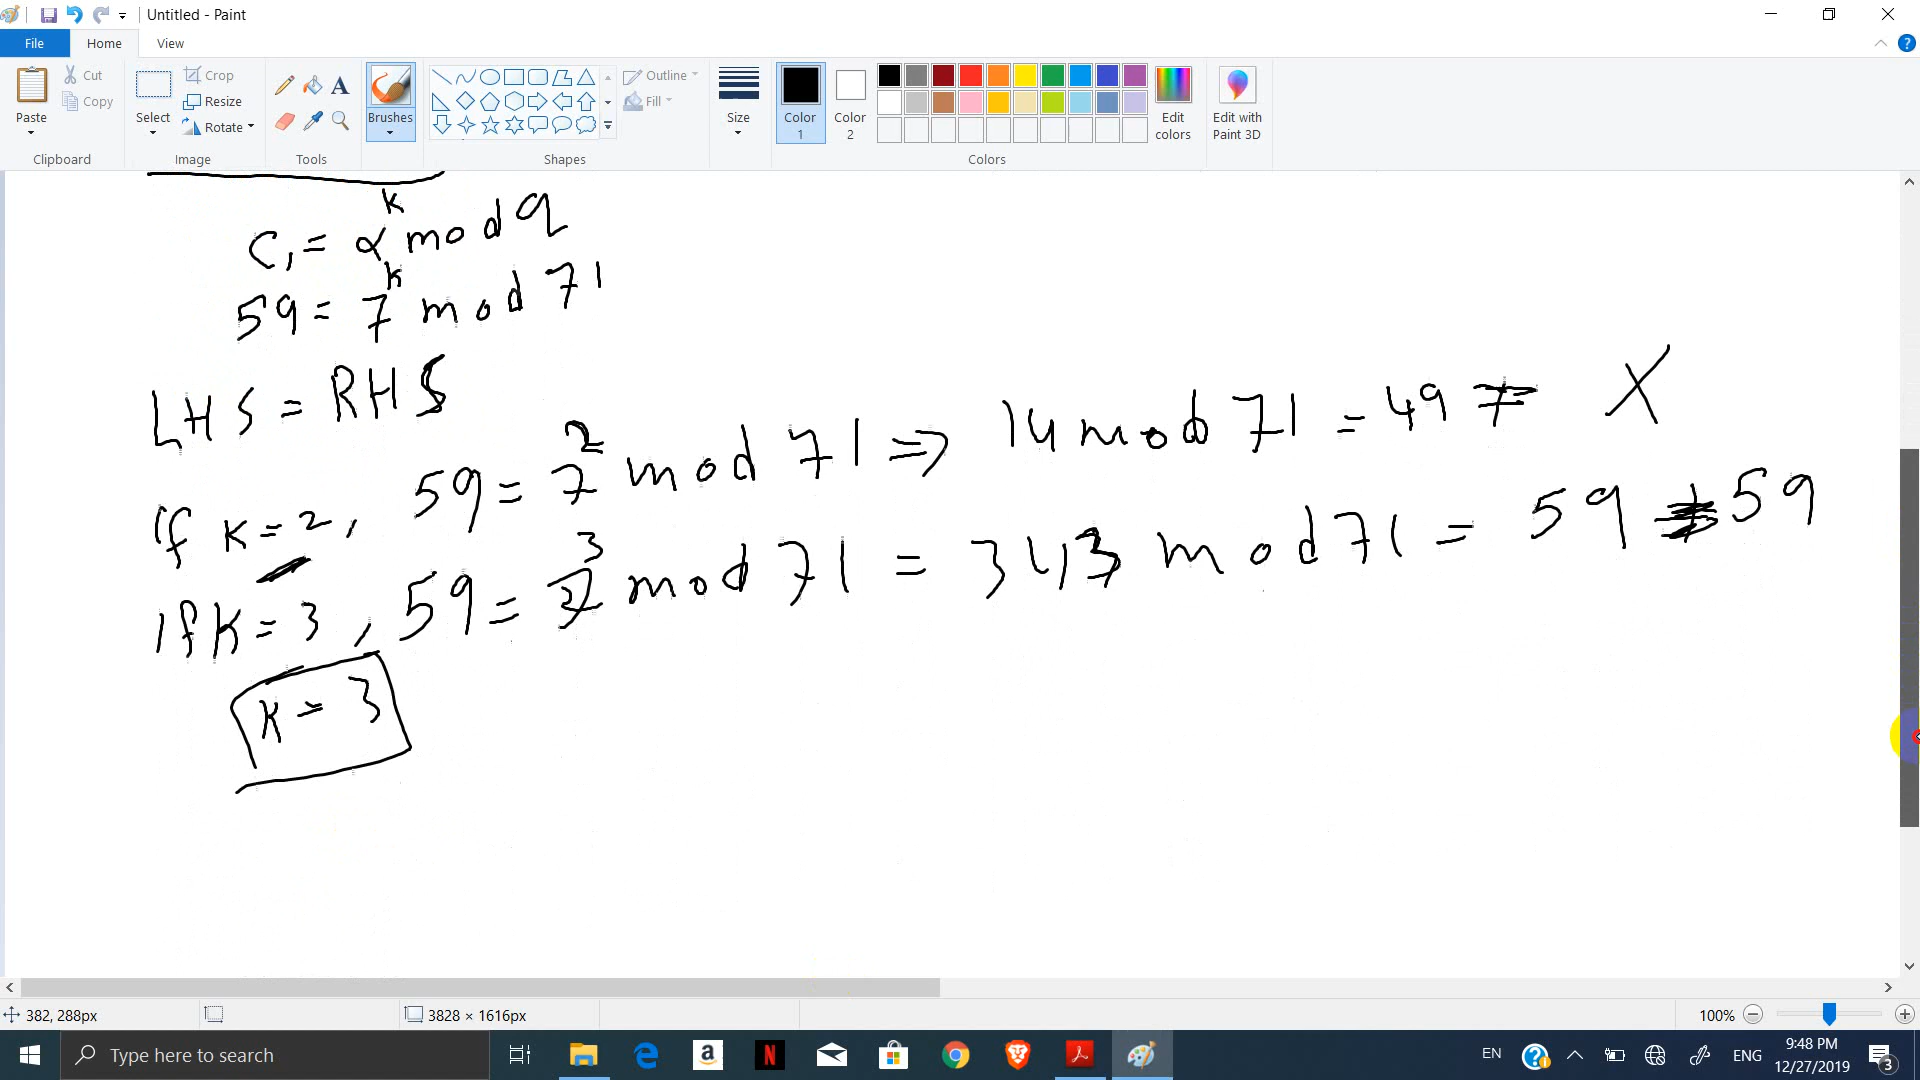 Untitled - Paint
File Home View
Paste
Cut
Copy
Clipboard
Select
Crop
Resize
Rotate
Image
Tools
Brushes
Shapes
Outline
Fill
Size
Color 1
Color 2
Edit colors
Colors
Edit with Paint 3D
k
C₁ = α mod q
k
59 = 7 mod 71
LHS = RHS
If k = 2, 59 = 7² mod 71 ⇒ 14 mod 71 = 49 ≠ X
If K = 3, 59 = 7³ mod 71 = 343 mod 71 = 59 = 59
K = 3
382, 288px
3828 × 1616px
100%
Type here to search
EN
ENG
9:48 PM
12/27/2019
3